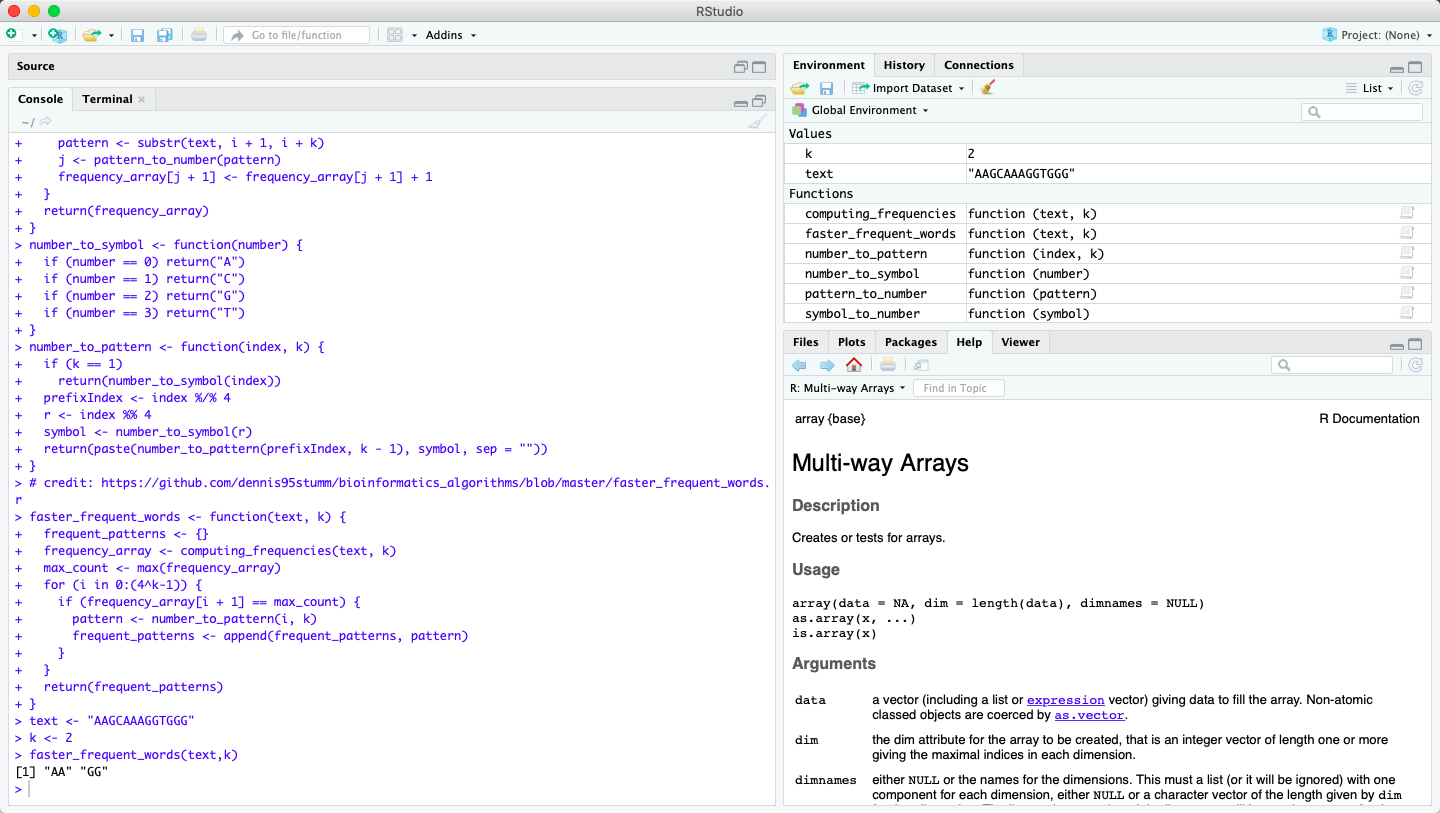 RStudio
Go to file/function
Addins
Project: (None)
Source
Console Terminal
~/
+     pattern <- substr(text, i + 1, i + k)
+     j <- pattern_to_number(pattern)
+     frequency_array[j + 1] <- frequency_array[j + 1] + 1
+   }
+   return(frequency_array)
+ }
> number_to_symbol <- function(number) {
+   if (number == 0) return("A")
+   if (number == 1) return("C")
+   if (number == 2) return("G")
+   if (number == 3) return("T")
+ }
> number_to_pattern <- function(index, k) {
+   if (k == 1)
+     return(number_to_symbol(index))
+   prefixIndex <- index %/% 4
+   r <- index %% 4
+   symbol <- number_to_symbol(r)
+   return(paste(number_to_pattern(prefixIndex, k - 1), symbol, sep = ""))
+ }
> # credit: https://github.com/dennis95stumm/bioinformatics_algorithms/blob/master/faster_frequent_words.
r
> faster_frequent_words <- function(text, k) {
+   frequent_patterns <- {}
+   frequency_array <- computing_frequencies(text, k)
+   max_count <- max(frequency_array)
+   for (i in 0:(4^k-1)) {
+     if (frequency_array[i + 1] == max_count) {
+       pattern <- number_to_pattern(i, k)
+       frequent_patterns <- append(frequent_patterns, pattern)
+     }
+   }
+   return(frequent_patterns)
+ }
> text <- "AAGCAAAGGTGGG"
> k <- 2
> faster_frequent_words(text,k)
[1] "AA" "GG"
>
Environment History Connections
Import Dataset List
Global Environment
Values
k 2
text "AAGCAAAGGTGGG"
Functions
computing_frequencies function (text, k)
faster_frequent_words function (text, k)
number_to_pattern function (index, k)
number_to_symbol function (number)
pattern_to_number function (pattern)
symbol_to_number function (symbol)
Files Plots Packages Help Viewer
R: Multi-way Arrays Find in Topic
array {base} R Documentation
Multi-way Arrays
Description
Creates or tests for arrays.
Usage
array(data = NA, dim = length(data), dimnames = NULL)
as.array(x, ...)
is.array(x)
Arguments
data a vector (including a list or expression vector) giving data to fill the array. Non-atomic
classed objects are coerced by as.vector.
dim the dim attribute for the array to be created, that is an integer vector of length one or more
giving the maximal indices in each dimension.
dimnames either NULL or the names for the dimensions. This must a list (or it will be ignored) with one
component for each dimension, either NULL or a character vector of the length given by dim